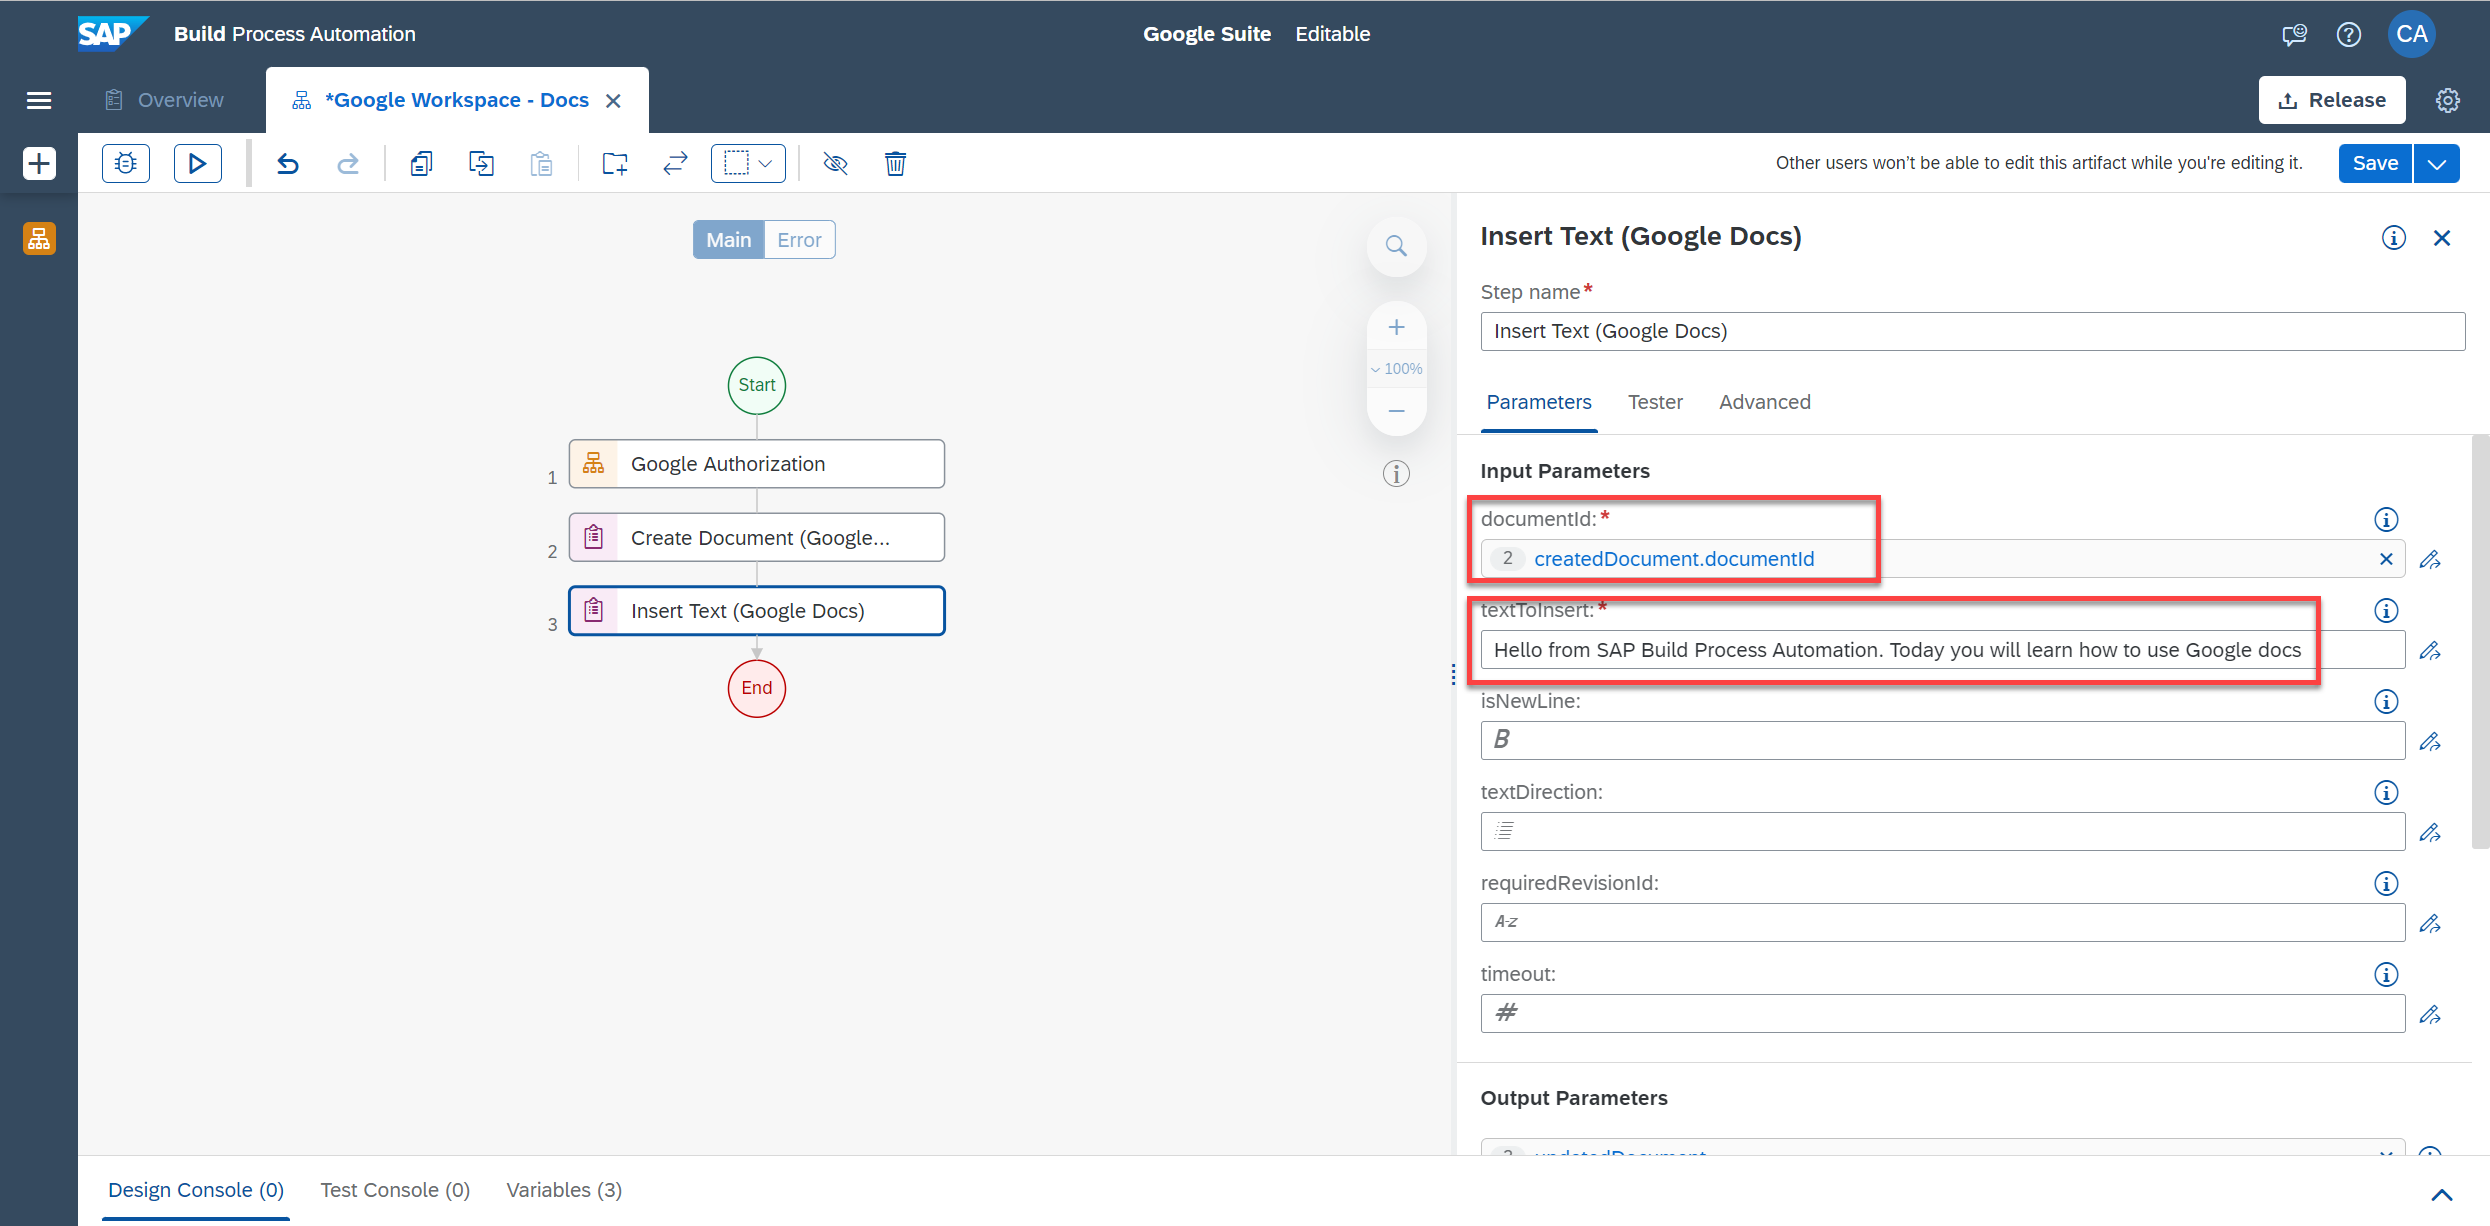 SAP Build Process Automation
Google Suite Editable
CA
Overview
*Google Workspace - Docs
Release
Other users won't be able to edit this artifact while you're editing it.
Save
Main Error
100%
Start
1 Google Authorization
2 Create Document (Google...
3 Insert Text (Google Docs)
End
Insert Text (Google Docs)
Step name*
Insert Text (Google Docs)
Parameters Tester Advanced
Input Parameters
documentId:*
2 createdDocument.documentId
textToInsert:*
Hello from SAP Build Process Automation. Today you will learn how to use Google docs
isNewLine:
B
textDirection:
requiredRevisionId:
A-Z
timeout:
#
Output Parameters
updatedDocument
Design Console (0) Test Console (0) Variables (3)